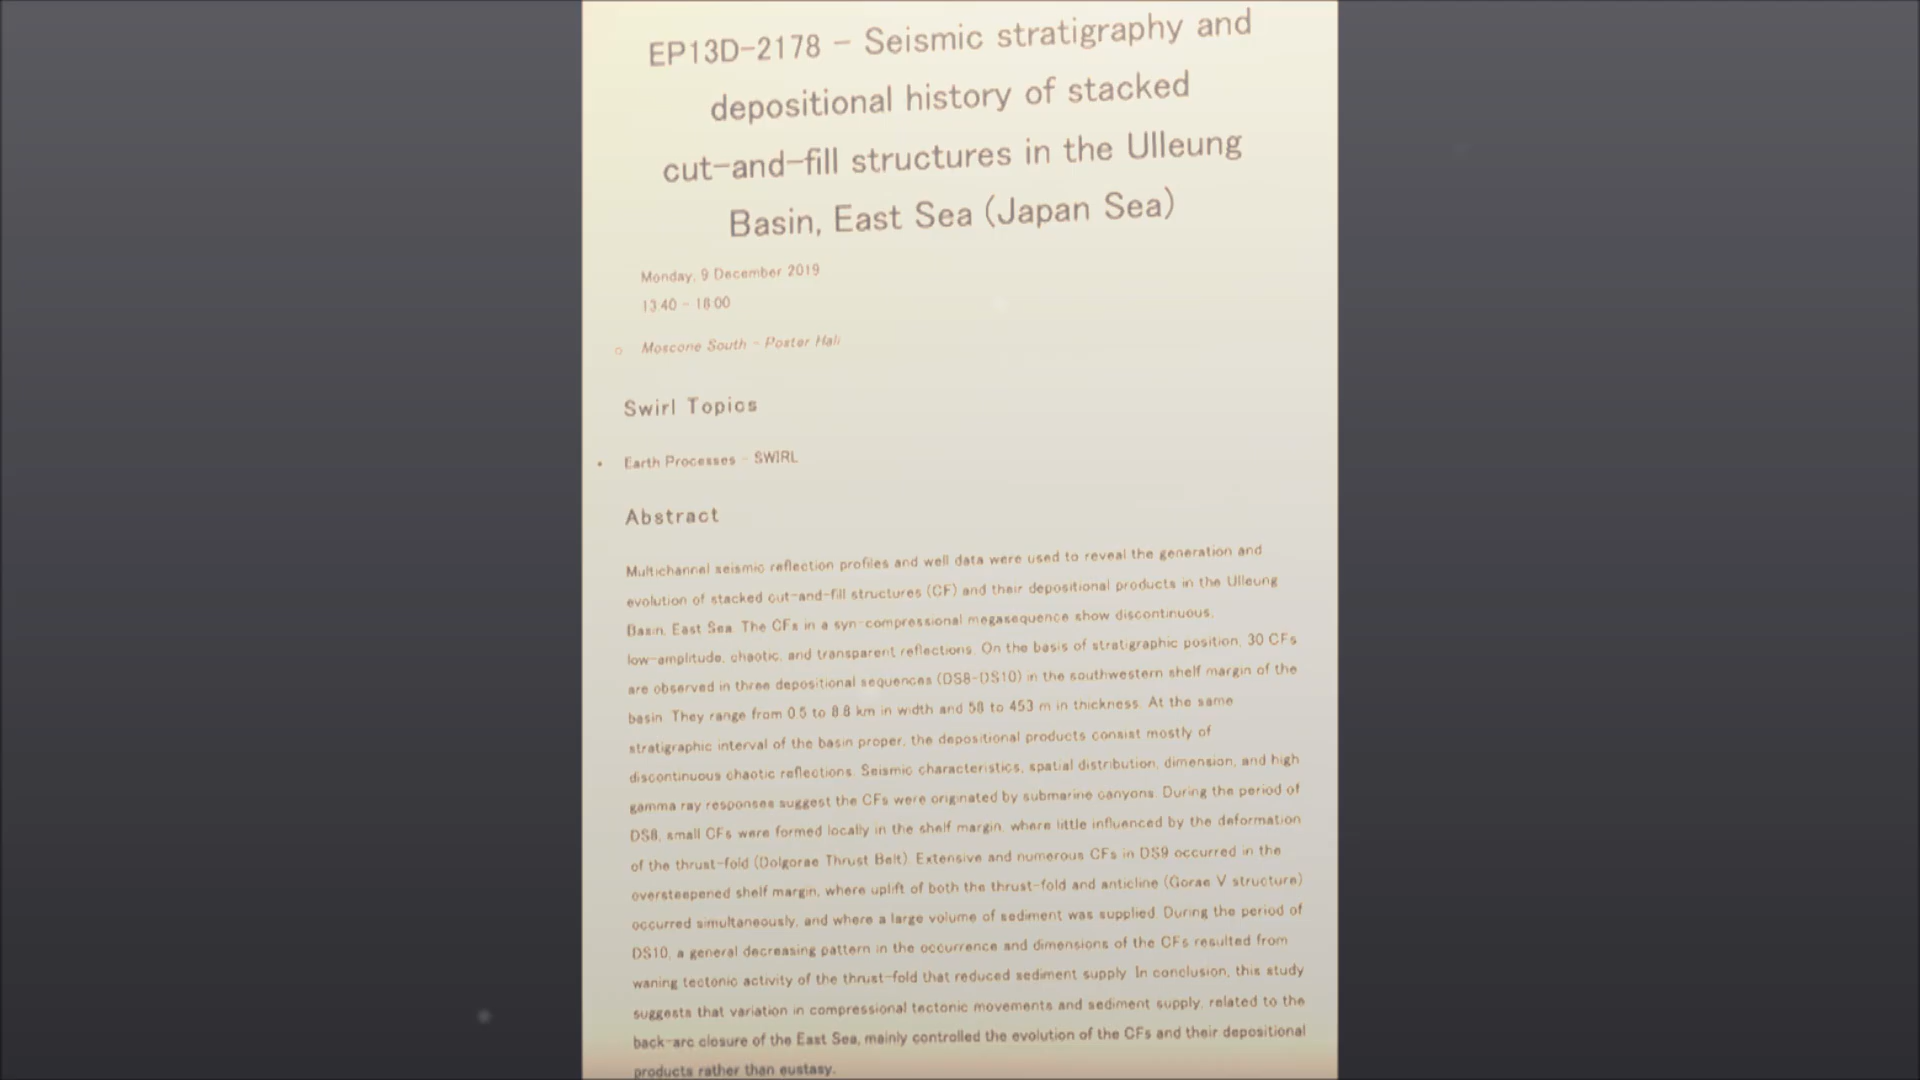 EP13D-2178 - Seismic stratigraphy and
depositional history of stacked
cut-and-fill structures in the Ulleung
Basin, East Sea (Japan Sea)
Monday, 9 December 2019
13:40 - 18:00
Moscone South - Poster Hall
Swirl Topics
• Earth Processes - SWIRL
Abstract
Multichannel seismic reflection profiles and well data were used to reveal the generation and
evolution of stacked cut-and-fill structures (CF) and their depositional products in the Ulleung
Basin, East Sea. The CFs in a syn-compressional megasequence show discontinuous,
low-amplitude, chaotic, and transparent reflections. On the basis of stratigraphic position, 30 CFs
are observed in three depositional sequences (DS8-DS10) in the southwestern shelf margin of the
basin. They range from 0.5 to 8.8 km in width and 58 to 453 m in thickness. At the same
stratigraphic interval of the basin proper, the depositional products consist mostly of
discontinuous chaotic reflections. Seismic characteristics, spatial distribution, dimension, and high
gamma ray responses suggest the CFs were originated by submarine canyons. During the period of
DS8, small CFs were formed locally in the shelf margin, where little influenced by the deformation
of the thrust-fold (Dolgorae Thrust Belt). Extensive and numerous CFs in DS9 occurred in the
oversteepened shelf margin, where uplift of both the thrust-fold and anticline (Gorae V structure)
occurred simultaneously, and where a large volume of sediment was supplied. During the period of
DS10, a general decreasing pattern in the occurrence and dimensions of the CFs resulted from
waning tectonic activity of the thrust-fold that reduced sediment supply. In conclusion, this study
suggests that variation in compressional tectonic movements and sediment supply, related to the
back-arc closure of the East Sea, mainly controlled the evolution of the CFs and their depositional
products rather than eustasy.